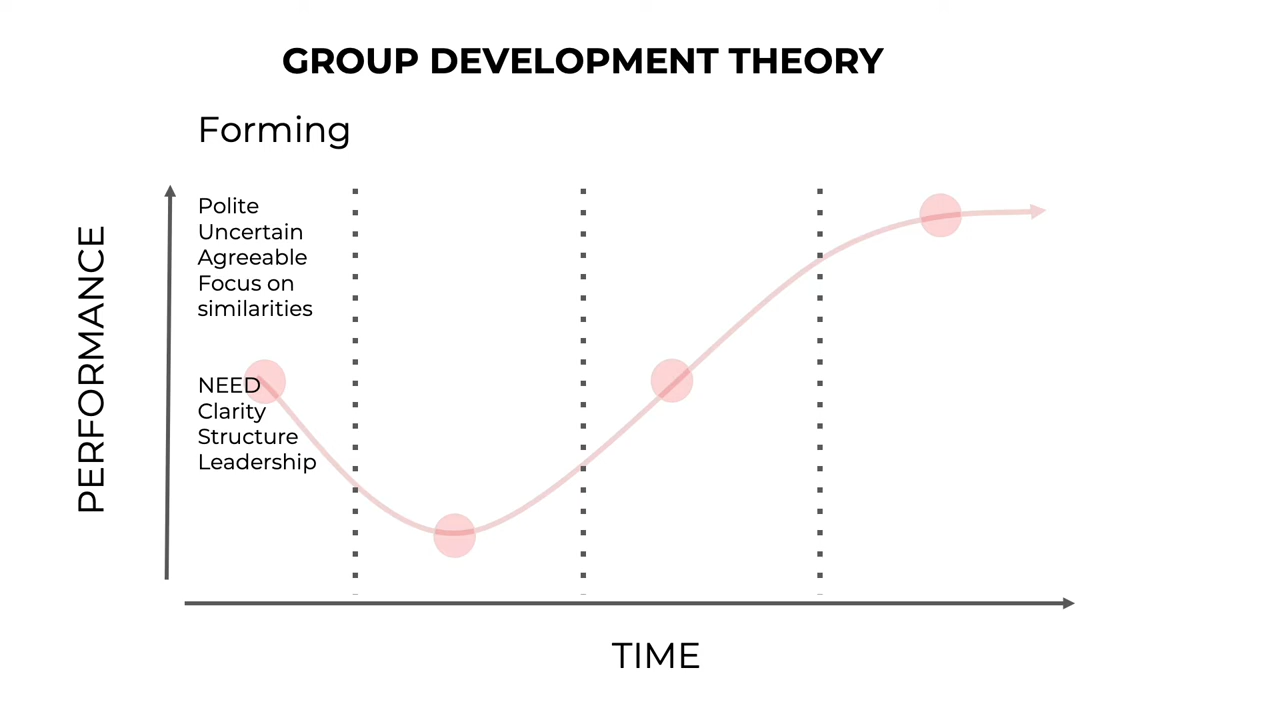 GROUP DEVELOPMENT THEORY
Forming
Polite
Uncertain
Agreeable
Focus on
similarities
NEED
Clarity
Structure
Leadership
PERFORMANCE
TIME